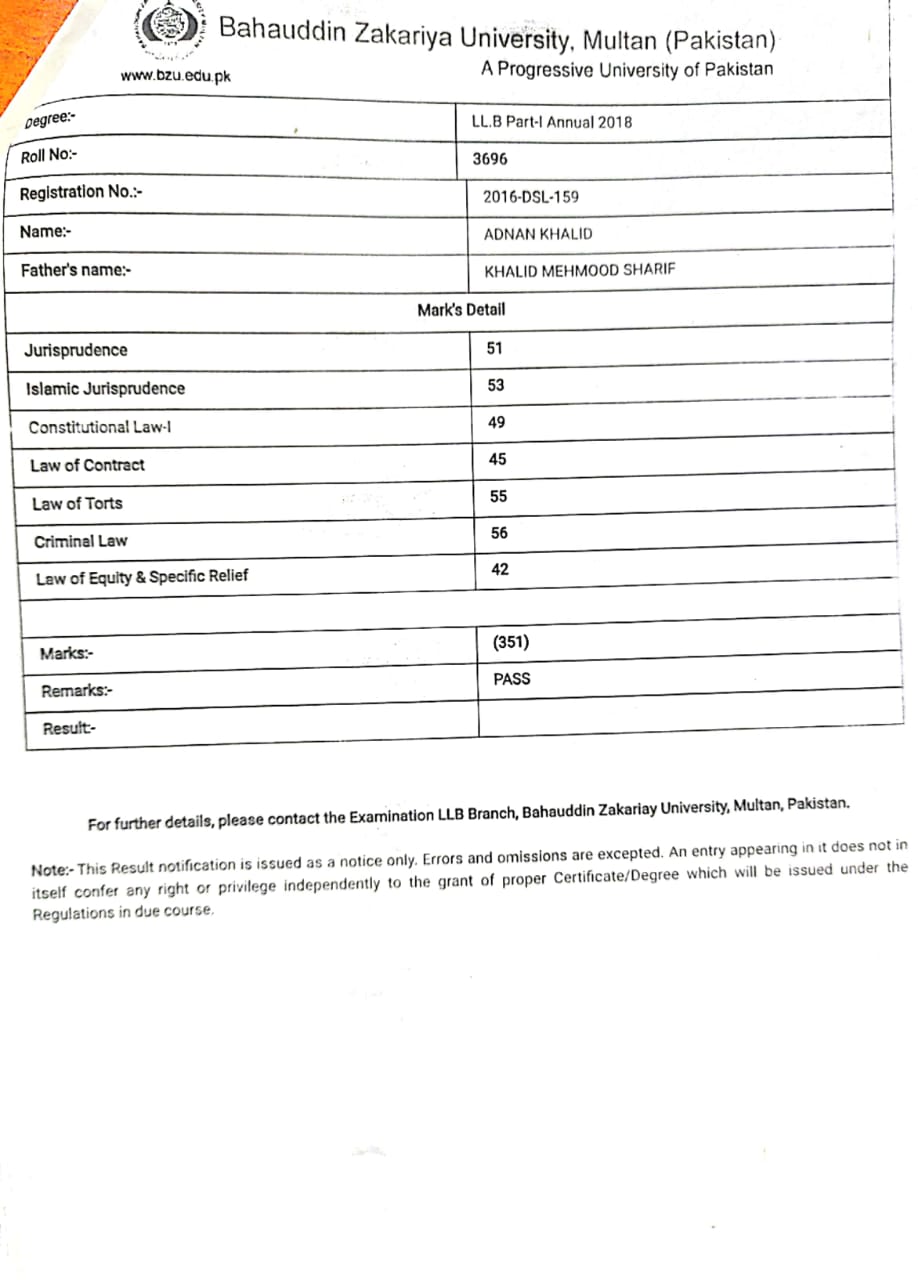 Bahauddin Zakariya University, Multan (Pakistan)
www.bzu.edu.pk
A Progressive University of Pakistan
Degree:- LL.B Part-I Annual 2018
Roll No:- 3696
Registration No.:- 2016-DSL-159
Name:- ADNAN KHALID
Father's name:- KHALID MEHMOOD SHARIF
Mark's Detail
Jurisprudence 51
Islamic Jurisprudence 53
Constitutional Law-I 49
Law of Contract 45
Law of Torts 55
Criminal Law 56
Law of Equity & Specific Relief 42
Marks:- (351)
Remarks:- PASS
Result:-
For further details, please contact the Examination LLB Branch, Bahauddin Zakariay University, Multan, Pakistan.
Note:- This Result notification is issued as a notice only. Errors and omissions are excepted. An entry appearing in it does not in
itself confer any right or privilege independently to the grant of proper Certificate/Degree which will be issued under the
Regulations in due course.